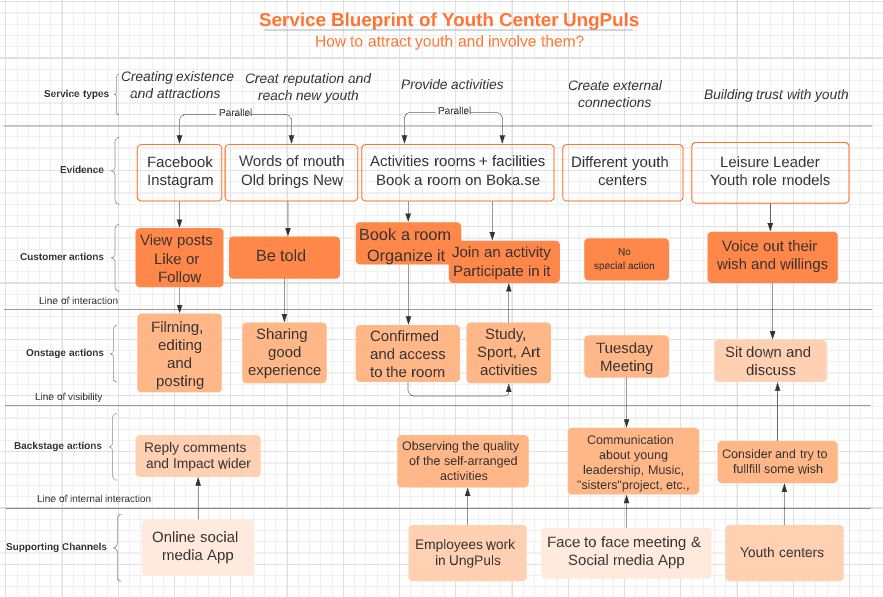 Service Blueprint of Youth Center UngPuls
How to attract youth and involve them?
Service types
Creating existence
and attractions
Creat reputation and
reach new youth
Provide activities
Create external
connections
Building trust with youth
Parallel
Parallel
Evidence
Facebook
Instagram
Words of mouth
Old brings New
Activities rooms + facilities
Book a room on Boka.se
Different youth
centers
Leisure Leader
Youth role models
Customer actions
View posts
Like or
Follow
Be told
Book a room
Organize it
Join an activity
Participate in it
No
special action
Voice out their
wish and willings
Line of interaction
Onstage actions
Filming,
editing
and
posting
Sharing
good
experience
Confirmed
and access
to the room
Study,
Sport, Art
activities
Tuesday
Meeting
Sit down and
discuss
Line of visibility
Backstage actions
Reply comments
and Impact wider
Observing the quality
of the self-arranged
activities
Communication
about young
leadership, Music,
"sisters"project, etc.,
Consider and try to
fullfill some wish
Line of internal interaction
Supporting Channels
Online social
media App
Employees work
in UngPuls
Face to face meeting &
Social media App
Youth centers